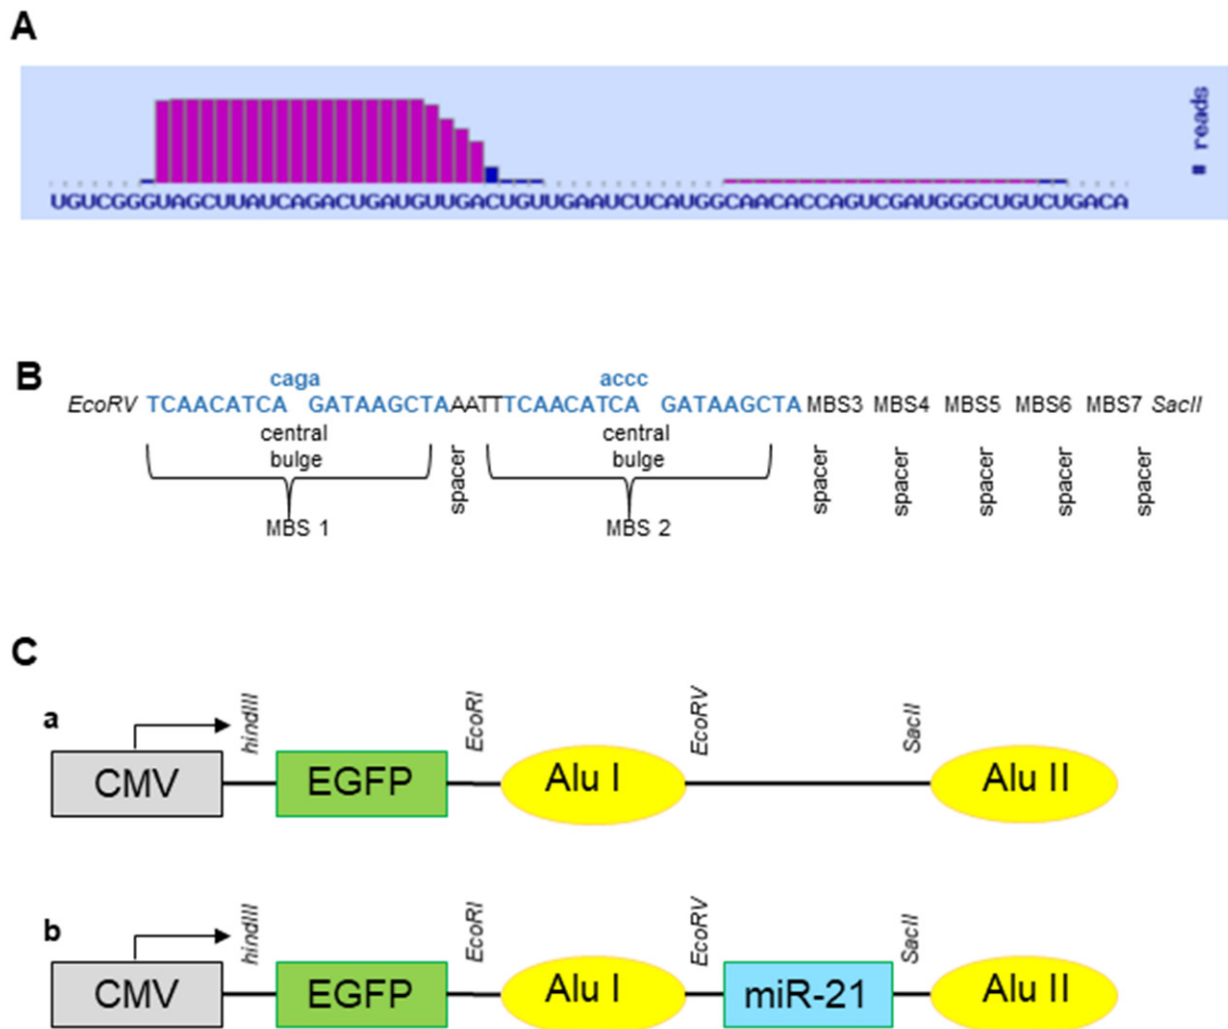 A
reads
UGUCGGGUAGCUUAUCAGACUGAUGUUGACUGUUGAAUCUCAUGGCAACACCAGUCGAUGGGCUGUCUGACA
B
caga accc
EcoRV TCAACATCA GATAAGCTAAATTTCAACATCA GATAAGCTA MBS3 MBS4 MBS5 MBS6 MBS7 SacII
central bulge
spacer
central bulge
spacer
spacer
spacer
spacer
spacer
MBS 1
MBS 2
C
a
hindIII EcoRI EcoRV SacII
CMV EGFP Alu I Alu II
b
hindIII EcoRI EcoRV SacII
CMV EGFP Alu I miR-21 Alu II